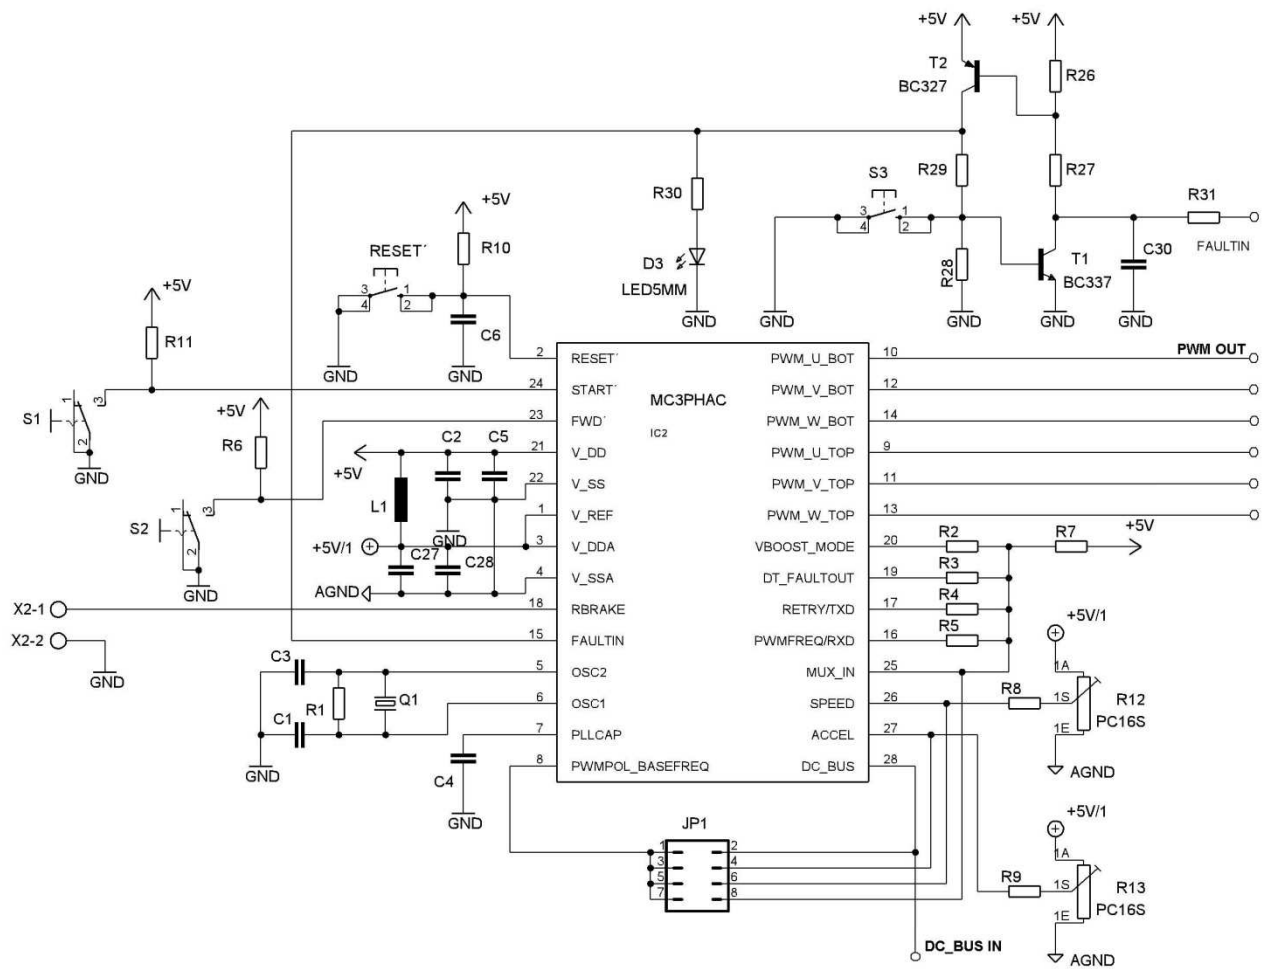 +5V
+5V
T2
BC327
R26
R29
R27
S3
R30
3
1
4
2
R31
FAULTIN
R28
T1
BC337
C30
D3
LED5MM
GND
GND
GND
GND
GND
+5V
RESET´
R10
3
1
4
2
C6
GND
GND
+5V
R11
S1
1
3
2
GND
+5V
R6
S2
1
3
2
GND
MC3PHAC
IC2
2 RESET´
24 START´
23 FWD´
21 V_DD
22 V_SS
1 V_REF
3 V_DDA
4 V_SSA
18 RBRAKE
15 FAULTIN
5 OSC2
6 OSC1
7 PLLCAP
8 PWMPOL_BASEFREQ
PWM_U_BOT 10
PWM_V_BOT 12
PWM_W_BOT 14
PWM_U_TOP 9
PWM_V_TOP 11
PWM_W_TOP 13
VBOOST_MODE 20
DT_FAULTOUT 19
RETRY/TXD 17
PWMFREQ/RXD 16
MUX_IN 25
SPEED 26
ACCEL 27
DC_BUS 28
PWM OUT
C2
C5
+5V
L1
GND
+5V/1
C27
C28
AGND
X2-1
X2-2
GND
C3
R1
Q1
C1
GND
C4
GND
R2
R7
+5V
R3
R4
R5
+5V/1
1A
R8
1S
R12
PC16S
1E
AGND
+5V/1
1A
R9
1S
R13
PC16S
1E
AGND
JP1
1 2
3 4
5 6
7 8
DC_BUS IN